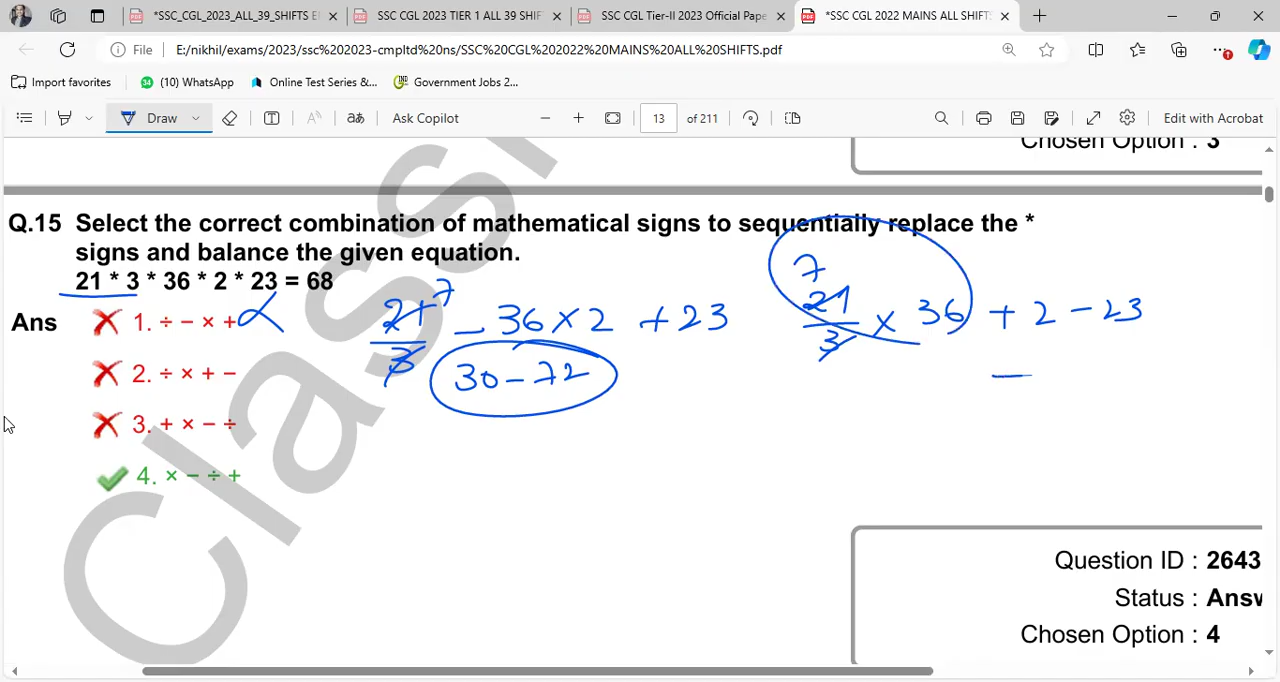 *SSC_CGL_2023_ALL_39_SHIFTS E
SSC CGL 2023 TIER 1 ALL 39 SHIF
SSC CGL Tier-II 2023 Official Pape
*SSC CGL 2022 MAINS ALL SHIFTS
File
E:/nikhil/exams/2023/ssc%202023-cmpltd%20ns/SSC%20CGL%202022%20MAINS%20ALL%20SHIFTS.pdf
Import favorites
(10) WhatsApp
Online Test Series &...
Government Jobs 2...
Draw
Ask Copilot
13 of 211
Edit with Acrobat
Chosen Option : 3
Q.15 Select the correct combination of mathematical signs to sequentially replace the *
signs and balance the given equation.
21 * 3 * 36 * 2 * 23 = 68
Ans
1. ÷ − × +
2. ÷ × + −
3. + × − ÷
4. × − ÷ +
7
21/3 − 36 × 2 + 23
30 − 72
7
21/3 × 36 + 2 − 23
−
Classi
Question ID : 2643
Status : Answ
Chosen Option : 4